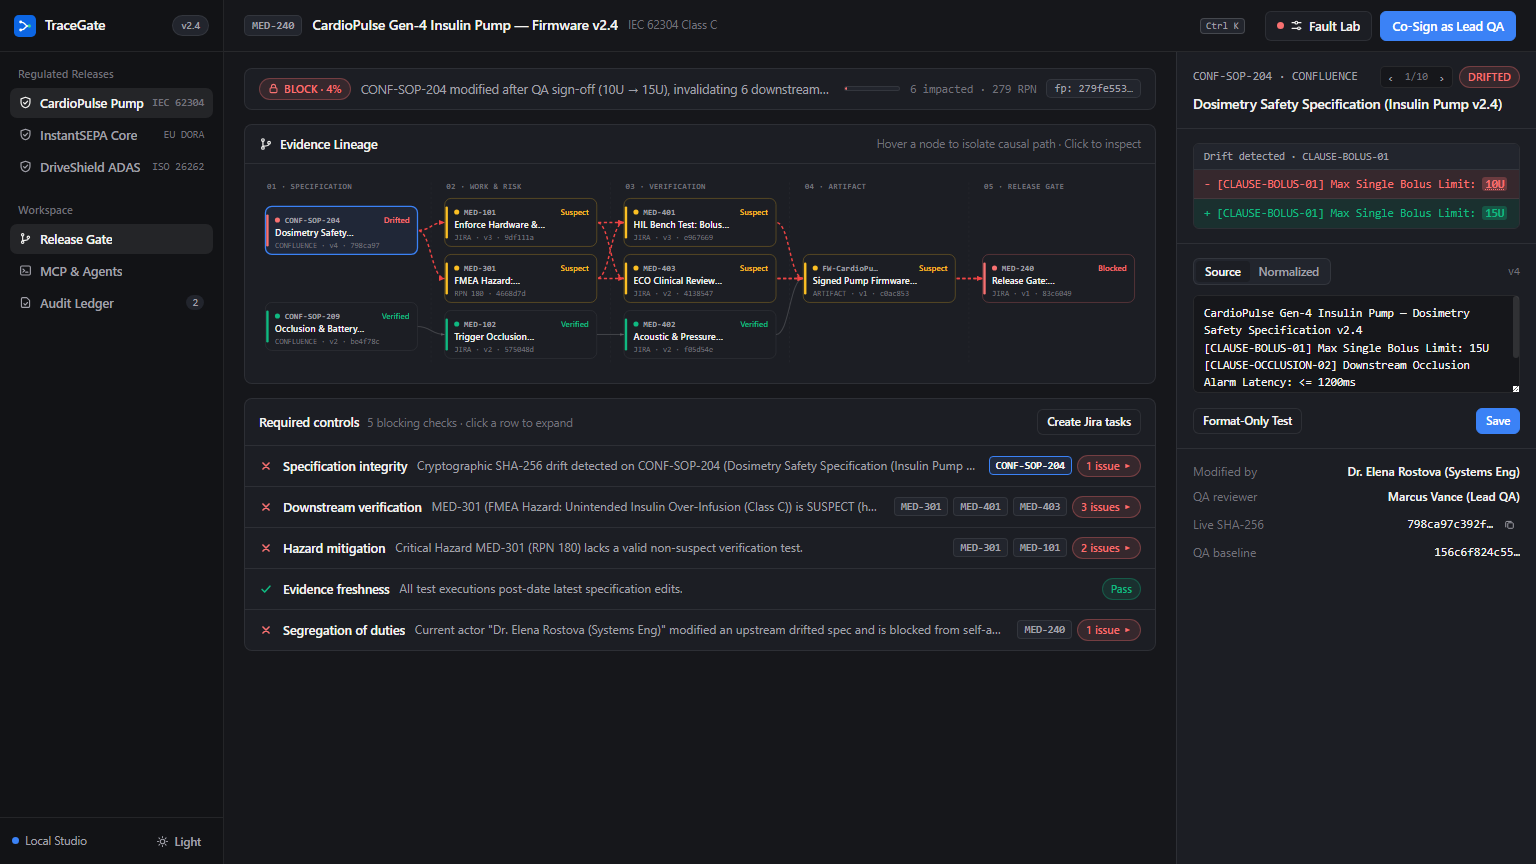 TraceGate
v2.4
MED-240
CardioPulse Gen-4 Insulin Pump — Firmware v2.4
IEC 62304 Class C
Ctrl K
Fault Lab
Co-Sign as Lead QA
Regulated Releases
CardioPulse Pump IEC 62304
InstantSEPA Core EU DORA
DriveShield ADAS ISO 26262
Workspace
Release Gate
MCP & Agents
Audit Ledger 2
Local Studio
Light
BLOCK · 4%
CONF-SOP-204 modified after QA sign-off (10U → 15U), invalidating 6 downstream...
6 impacted · 279 RPN
fp: 279fe553…
Evidence Lineage
Hover a node to isolate causal path · Click to inspect
01 · SPECIFICATION
02 · WORK & RISK
03 · VERIFICATION
04 · ARTIFACT
05 · RELEASE GATE
CONF-SOP-204 Drifted
Dosimetry Safety...
CONFLUENCE · v4 · 798ca97
CONF-SOP-209 Verified
Occlusion & Battery...
CONFLUENCE · v2 · be4f78c
MED-101 Suspect
Enforce Hardware &...
JIRA · v3 · 9df111a
MED-301 Suspect
FMEA Hazard:...
RPN 180 · 4668d7d
MED-102 Verified
Trigger Occlusion...
JIRA · v2 · 575048d
MED-401 Suspect
HIL Bench Test: Bolus...
JIRA · v3 · e967669
MED-403 Suspect
ECO Clinical Review...
JIRA · v2 · 4138547
MED-402 Verified
Acoustic & Pressure...
JIRA · v2 · f05d54e
FW-CardioPu… Suspect
Signed Pump Firmware...
ARTIFACT · v1 · c0ac853
MED-240 Blocked
Release Gate:...
JIRA · v1 · 83c6049
Required controls 5 blocking checks · click a row to expand
Create Jira tasks
Specification integrity Cryptographic SHA-256 drift detected on CONF-SOP-204 (Dosimetry Safety Specification (Insulin Pump ... CONF-SOP-204 1 issue
Downstream verification MED-301 (FMEA Hazard: Unintended Insulin Over-Infusion (Class C)) is SUSPECT (h... MED-301 MED-401 MED-403 3 issues
Hazard mitigation Critical Hazard MED-301 (RPN 180) lacks a valid non-suspect verification test. MED-301 MED-101 2 issues
Evidence freshness All test executions post-date latest specification edits. Pass
Segregation of duties Current actor "Dr. Elena Rostova (Systems Eng)" modified an upstream drifted spec and is blocked from self-a... MED-240 1 issue
CONF-SOP-204 · CONFLUENCE
‹ 1/10 ›
DRIFTED
Dosimetry Safety Specification (Insulin Pump v2.4)
Drift detected · CLAUSE-BOLUS-01
- [CLAUSE-BOLUS-01] Max Single Bolus Limit: 10U
+ [CLAUSE-BOLUS-01] Max Single Bolus Limit: 15U
Source Normalized v4
CardioPulse Gen-4 Insulin Pump — Dosimetry
Safety Specification v2.4
[CLAUSE-BOLUS-01] Max Single Bolus Limit: 15U
[CLAUSE-OCCLUSION-02] Downstream Occlusion
Alarm Latency: <= 1200ms
Format-Only Test
Save
Modified by Dr. Elena Rostova (Systems Eng)
QA reviewer Marcus Vance (Lead QA)
Live SHA-256 798ca97c392f…
QA baseline 156c6f824c55…